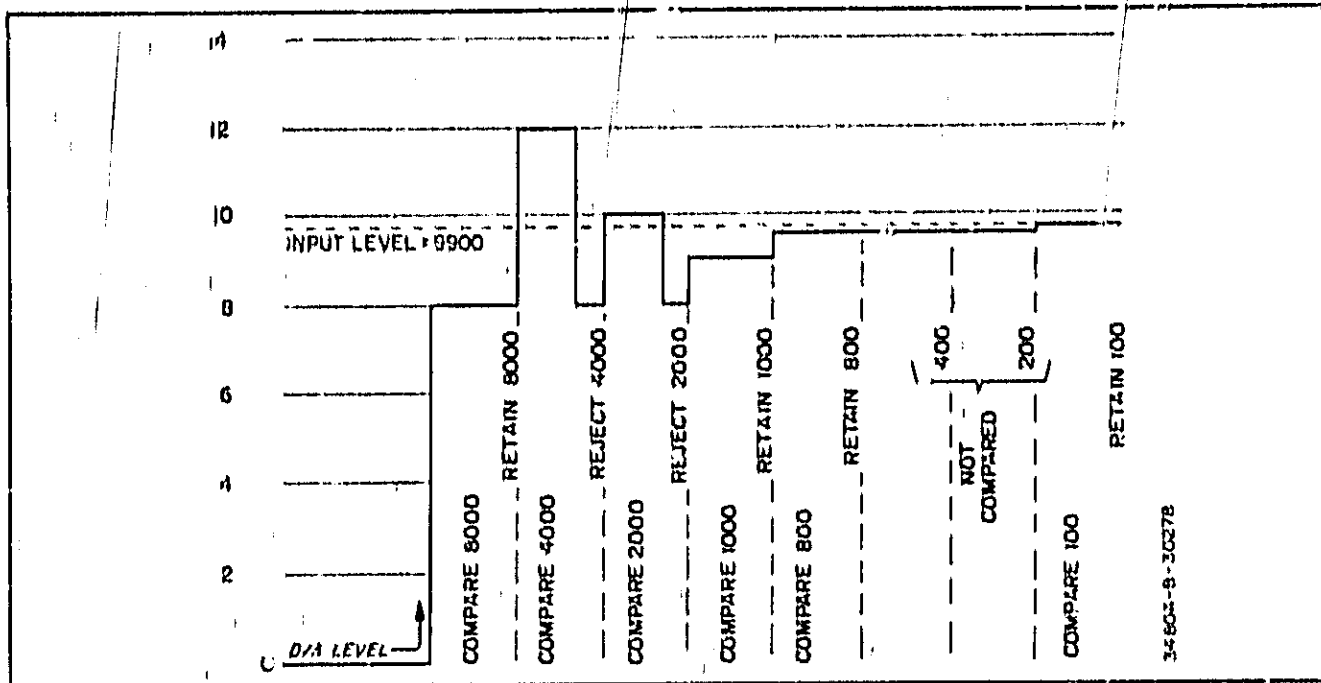 14
12
10
INPUT LEVEL = 9900
8
6
4
2
0
D/A LEVEL
COMPARE 8000
RETAIN 8000
COMPARE 4000
REJECT 4000
COMPARE 2000
REJECT 2000
COMPARE 1000
RETAIN 1000
COMPARE 800
RETAIN 800
400
200
NOT
COMPARED
COMPARE 100
RETAIN 100